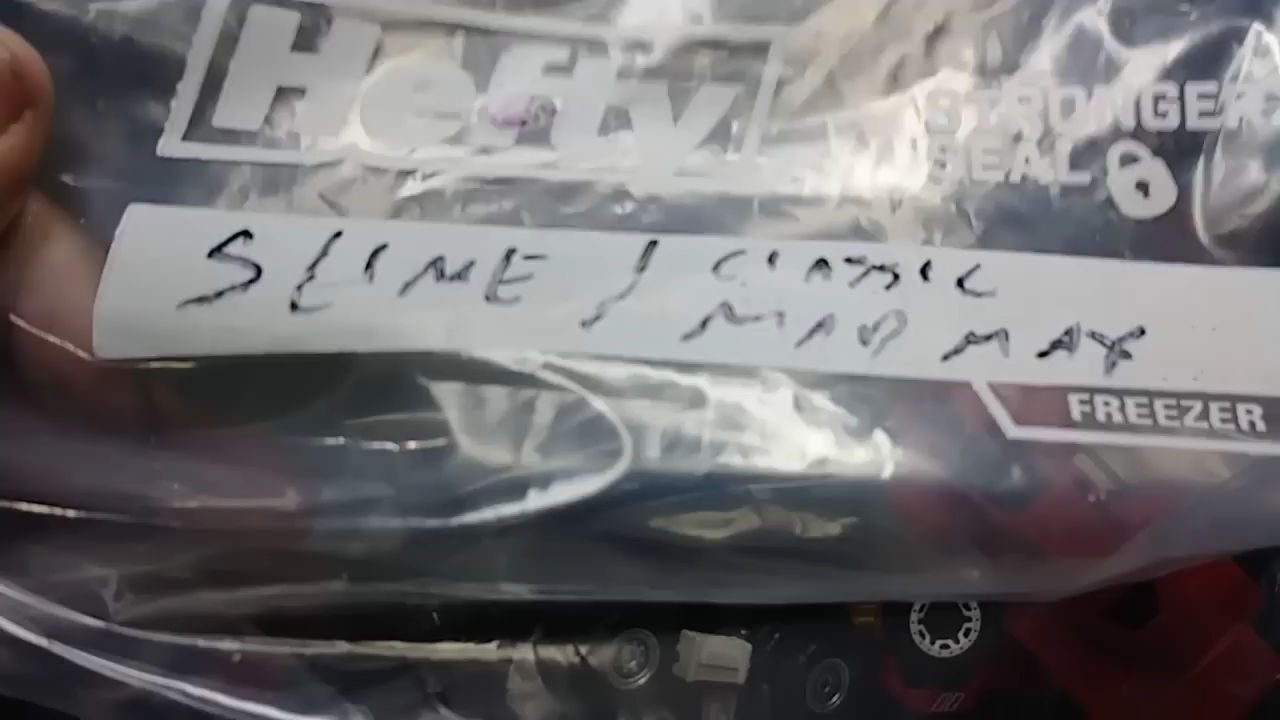 Hefty
STRONGER
SEAL
SLIME / CLASSIC
MAD MAX
FREEZER